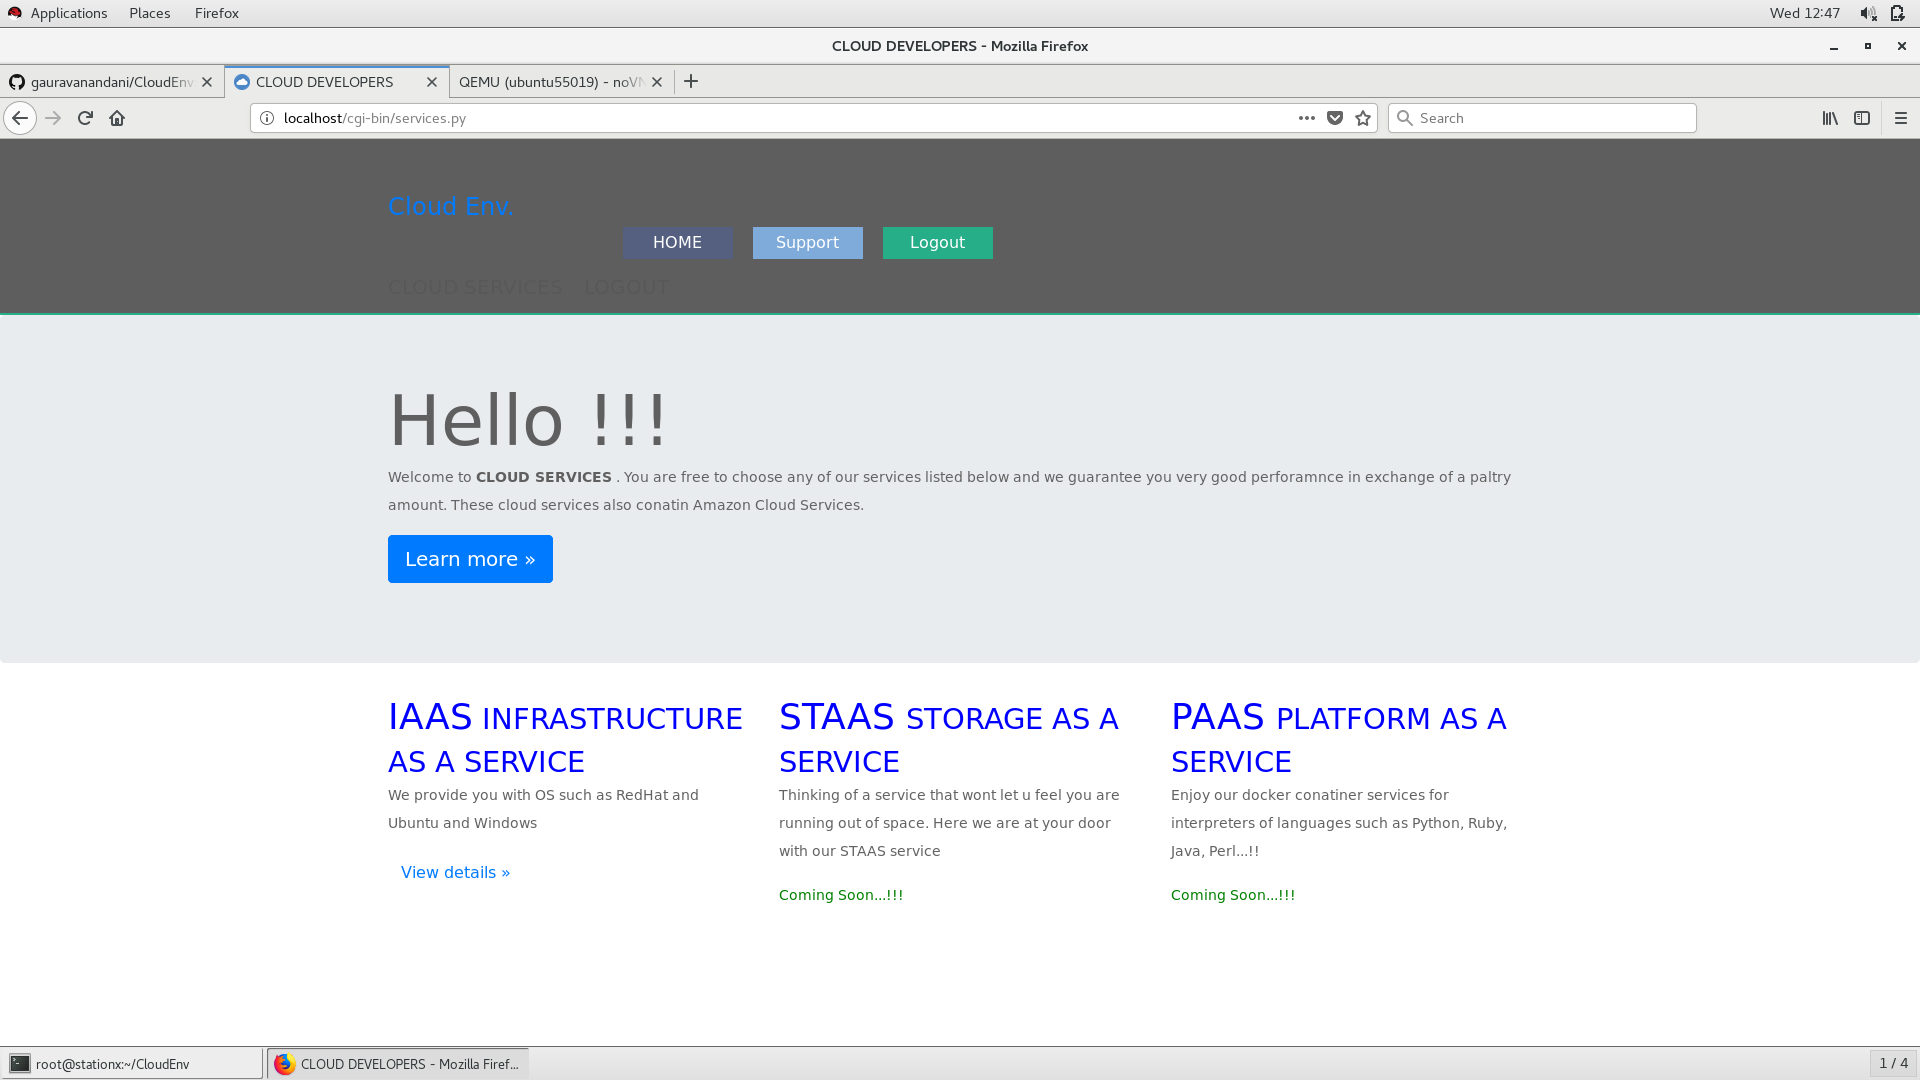 Applications Places Firefox Wed 12:47
CLOUD DEVELOPERS - Mozilla Firefox
gauravanandani/CloudEnv CLOUD DEVELOPERS QEMU (ubuntu55019) - noVN
localhost/cgi-bin/services.py Search
Cloud Env.
HOME Support Logout
CLOUD SERVICES LOGOUT
Hello !!!
Welcome to CLOUD SERVICES . You are free to choose any of our services listed below and we guarantee you very good perforamnce in exchange of a paltry
amount. These cloud services also conatin Amazon Cloud Services.
Learn more »
IAAS INFRASTRUCTURE
AS A SERVICE
We provide you with OS such as RedHat and
Ubuntu and Windows
View details »
STAAS STORAGE AS A
SERVICE
Thinking of a service that wont let u feel you are
running out of space. Here we are at your door
with our STAAS service
Coming Soon...!!!
PAAS PLATFORM AS A
SERVICE
Enjoy our docker conatiner services for
interpreters of languages such as Python, Ruby,
Java, Perl...!!
Coming Soon...!!!
root@stationx:~/CloudEnv CLOUD DEVELOPERS - Mozilla Firef... 1 / 4